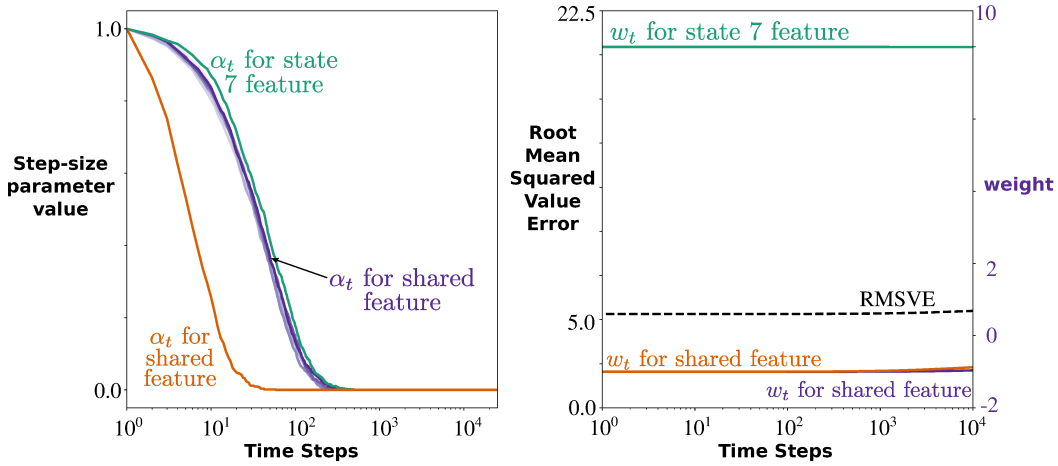 1.0
0.0
Step-size
parameter
value
α_t for state
7 feature
α_t for shared
feature
α_t for
shared
feature
10^0
10^1
10^2
10^3
10^4
Time Steps
22.5
5.0
0.0
Root
Mean
Squared
Value
Error
w_t for state 7 feature
RMSVE
w_t for shared feature
w_t for shared feature
10
2
0
-2
weight
10^0
10^1
10^2
10^3
10^4
Time Steps